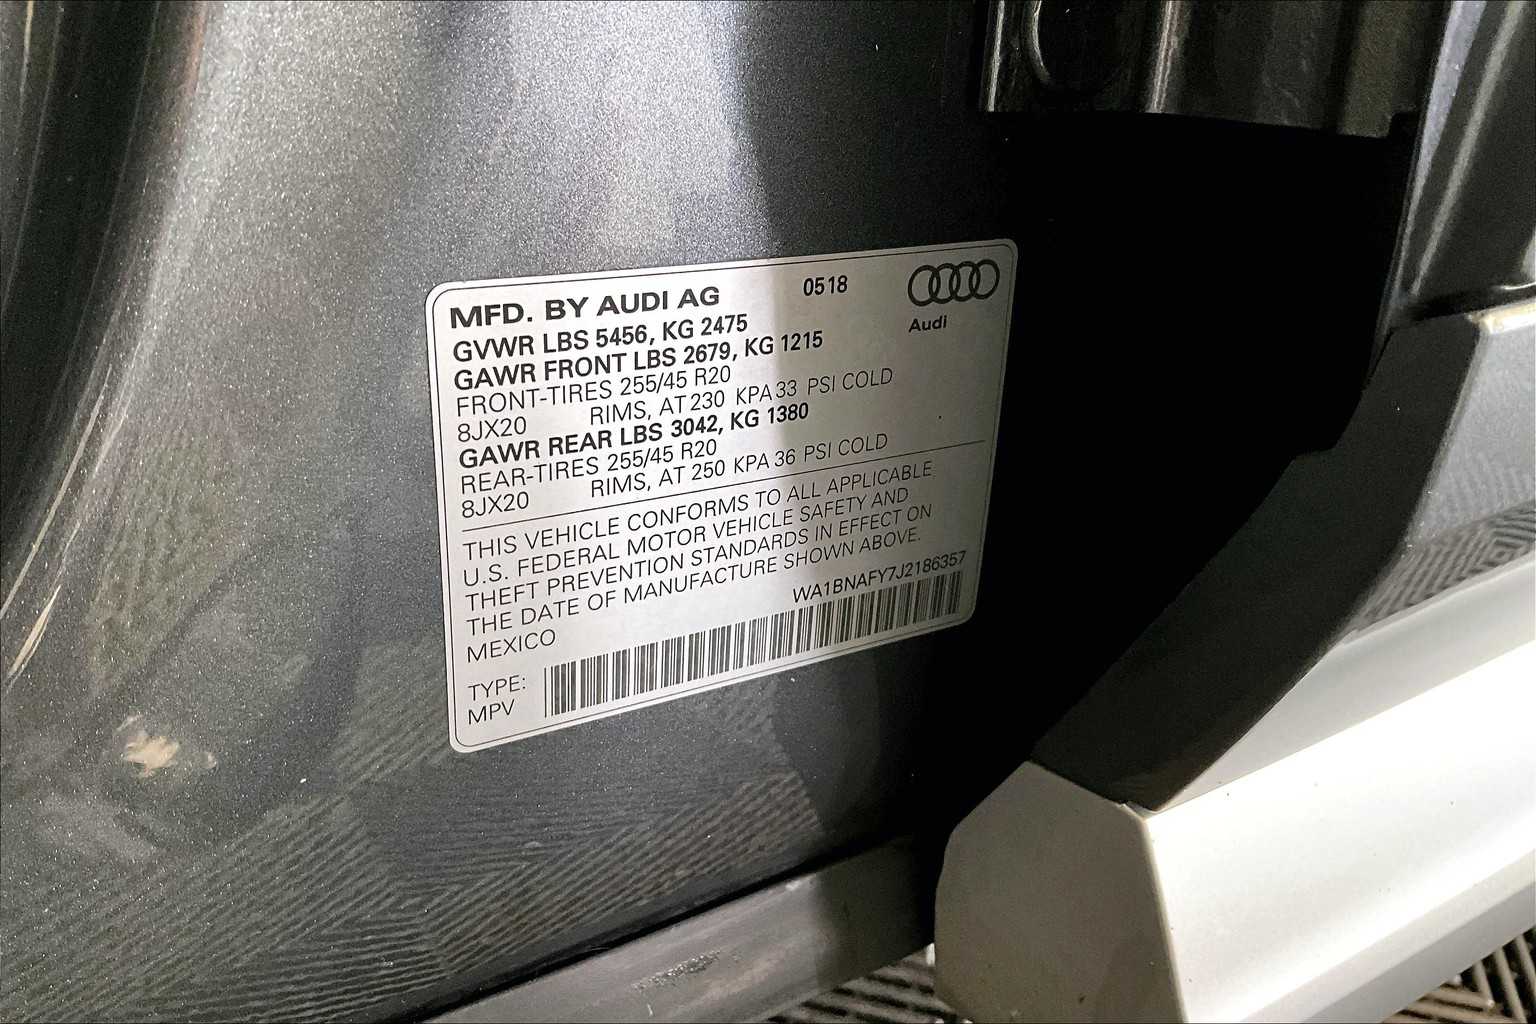 MFD. BY AUDI AG 0518
Audi
GVWR LBS 5456, KG 2475
GAWR FRONT LBS 2679, KG 1215
FRONT-TIRES 255/45 R20
8JX20 RIMS, AT 230 KPA 33 PSI COLD
GAWR REAR LBS 3042, KG 1380
REAR-TIRES 255/45 R20
8JX20 RIMS, AT 250 KPA 36 PSI COLD
THIS VEHICLE CONFORMS TO ALL APPLICABLE
U.S. FEDERAL MOTOR VEHICLE SAFETY AND
THEFT PREVENTION STANDARDS IN EFFECT ON
THE DATE OF MANUFACTURE SHOWN ABOVE.
MEXICO WA1BNAFY7J2186357
TYPE:
MPV